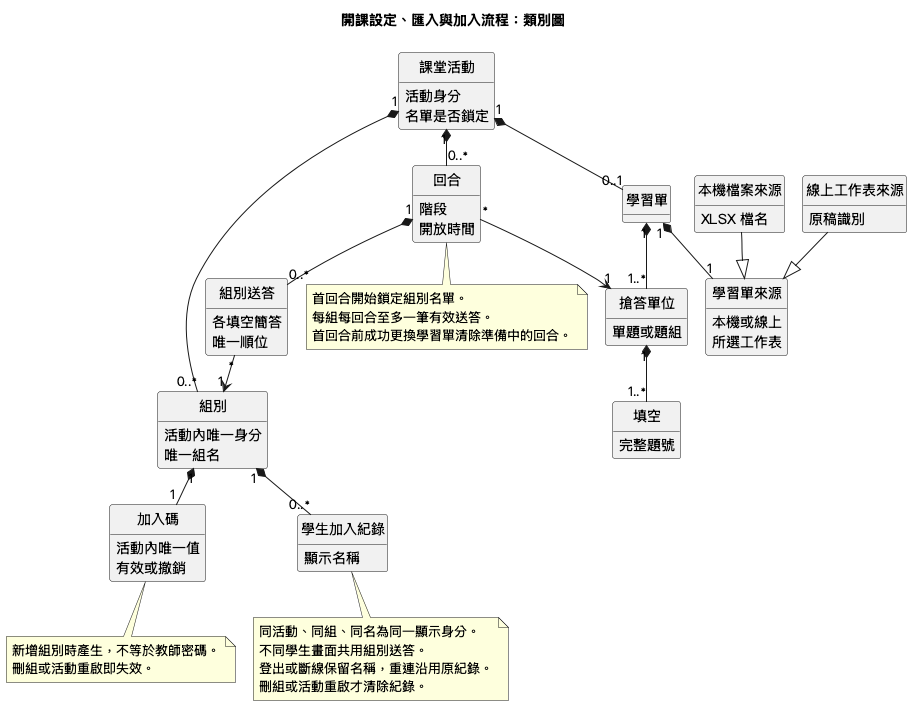 開課設定、匯入與加入流程：類別圖
課堂活動
活動身分
名單是否鎖定
1
1
1
0..*
0..1
回合
階段
開放時間
1
*
學習單
1
1
本機檔案來源
XLSX 檔名
線上工作表來源
原稿識別
0..*
1
1..*
1
組別送答
各填空簡答
唯一順位
首回合開始鎖定組別名單。
每組每回合至多一筆有效送答。
首回合前成功更換學習單清除準備中的回合。
搶答單位
單題或題組
學習單來源
本機或線上
所選工作表
*
1
0..*
1
1..*
組別
活動內唯一身分
唯一組名
填空
完整題號
1
1
1
0..*
加入碼
活動內唯一值
有效或撤銷
學生加入紀錄
顯示名稱
新增組別時產生，不等於教師密碼。
刪組或活動重啟即失效。
同活動、同組、同名為同一顯示身分。
不同學生畫面共用組別送答。
登出或斷線保留名稱，重連沿用原紀錄。
刪組或活動重啟才清除紀錄。